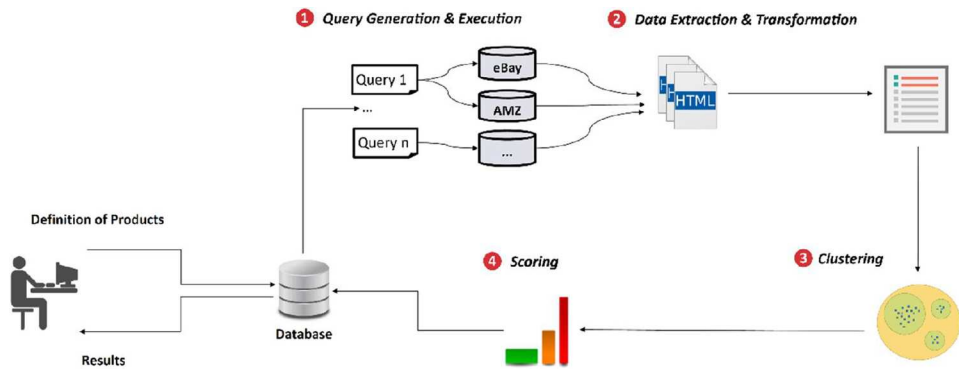 1 Query Generation & Execution
2 Data Extraction & Transformation
Query 1
...
Query n
eBay
AMZ
...
H
H
HTML
Definition of Products
Database
Results
4 Scoring
3 Clustering